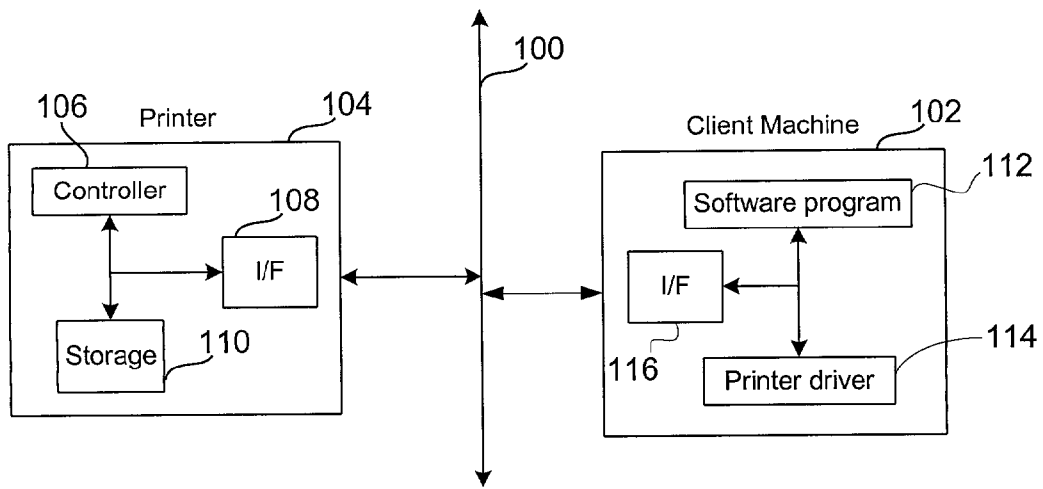 100
Printer
106
104
Controller
108
I/F
Storage
110
Client Machine
102
112
Software program
I/F
116
114
Printer driver